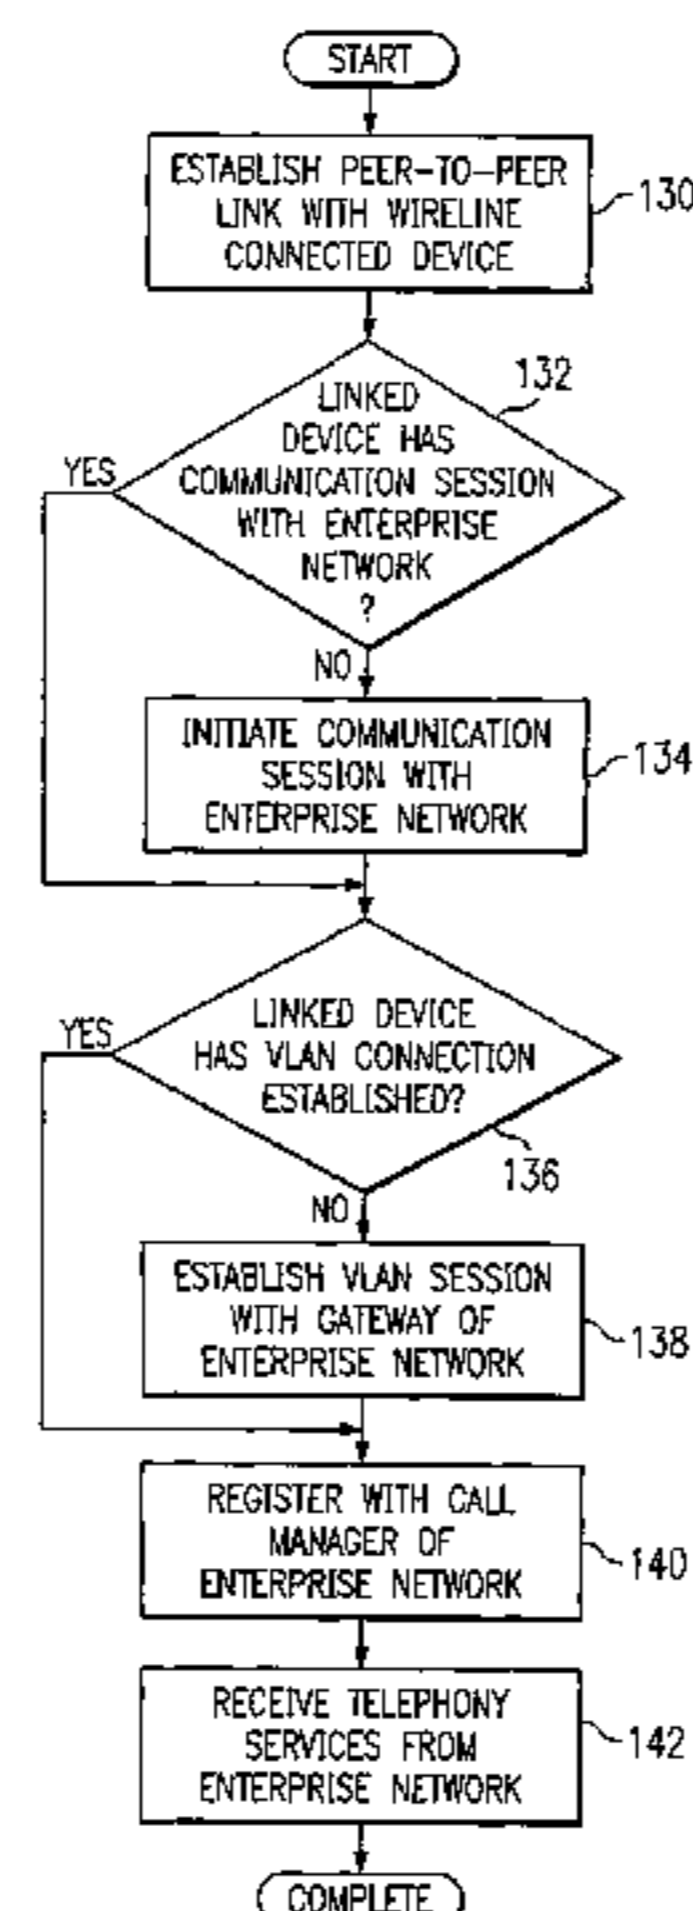 START
ESTABLISH PEER-TO-PEER
LINK WITH WIRELINE
CONNECTED DEVICE
130
132
LINKED
DEVICE HAS
COMMUNICATION SESSION
WITH ENTERPRISE
NETWORK
?
YES
NO
INITIATE COMMUNICATION
SESSION WITH
ENTERPRISE NETWORK
134
LINKED DEVICE
HAS VLAN CONNECTION
ESTABLISHED?
YES
136
NO
ESTABLISH VLAN SESSION
WITH GATEWAY OF
ENTERPRISE NETWORK
138
REGISTER WITH CALL
MANAGER OF
ENTERPRISE NETWORK
140
RECEIVE TELEPHONY
SERVICES FROM
ENTERPRISE NETWORK
142
COMPLETE